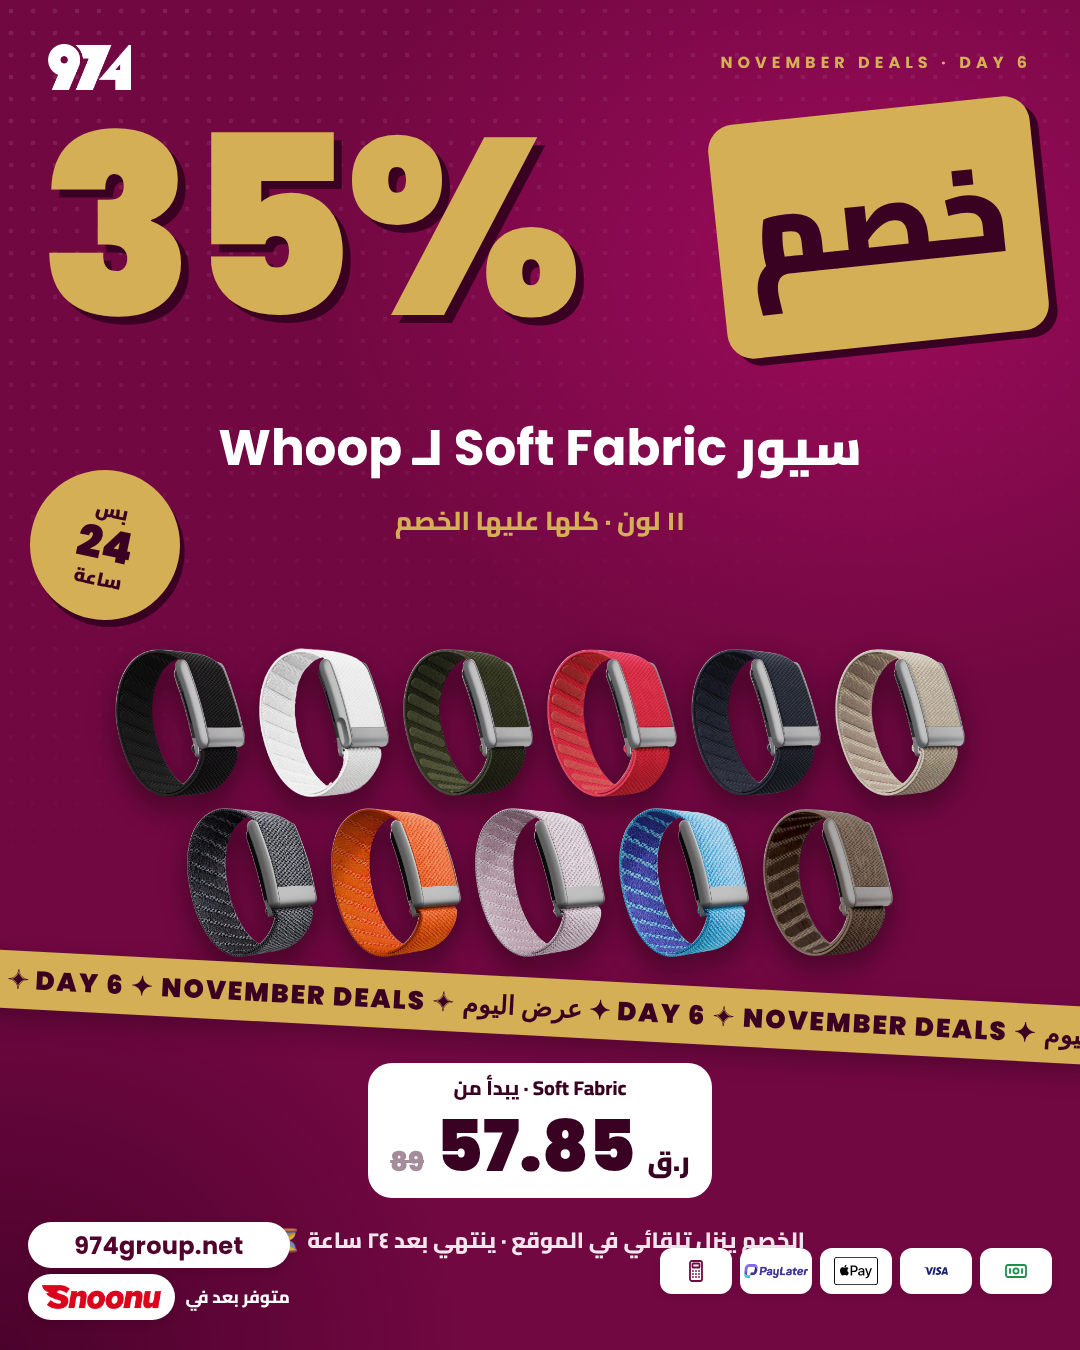 974
NOVEMBER DEALS · DAY 6
35%
خصم
سيور Soft Fabric لـ Whoop
١١ لون · كلها عليها الخصم
بس
24
ساعة
✦ DAY 6 ✦ NOVEMBER DEALS ✦ عرض اليوم ✦ DAY 6 ✦ NOVEMBER DEALS ✦
Soft Fabric · يبدأ من
ر.ق 57.85 89
الخصم ينزل تلقائي في الموقع · ينتهي بعد ٢٤ ساعة ⏳
974group.net
PayLater
Pay
VISA
متوفر بعد في Snoonu